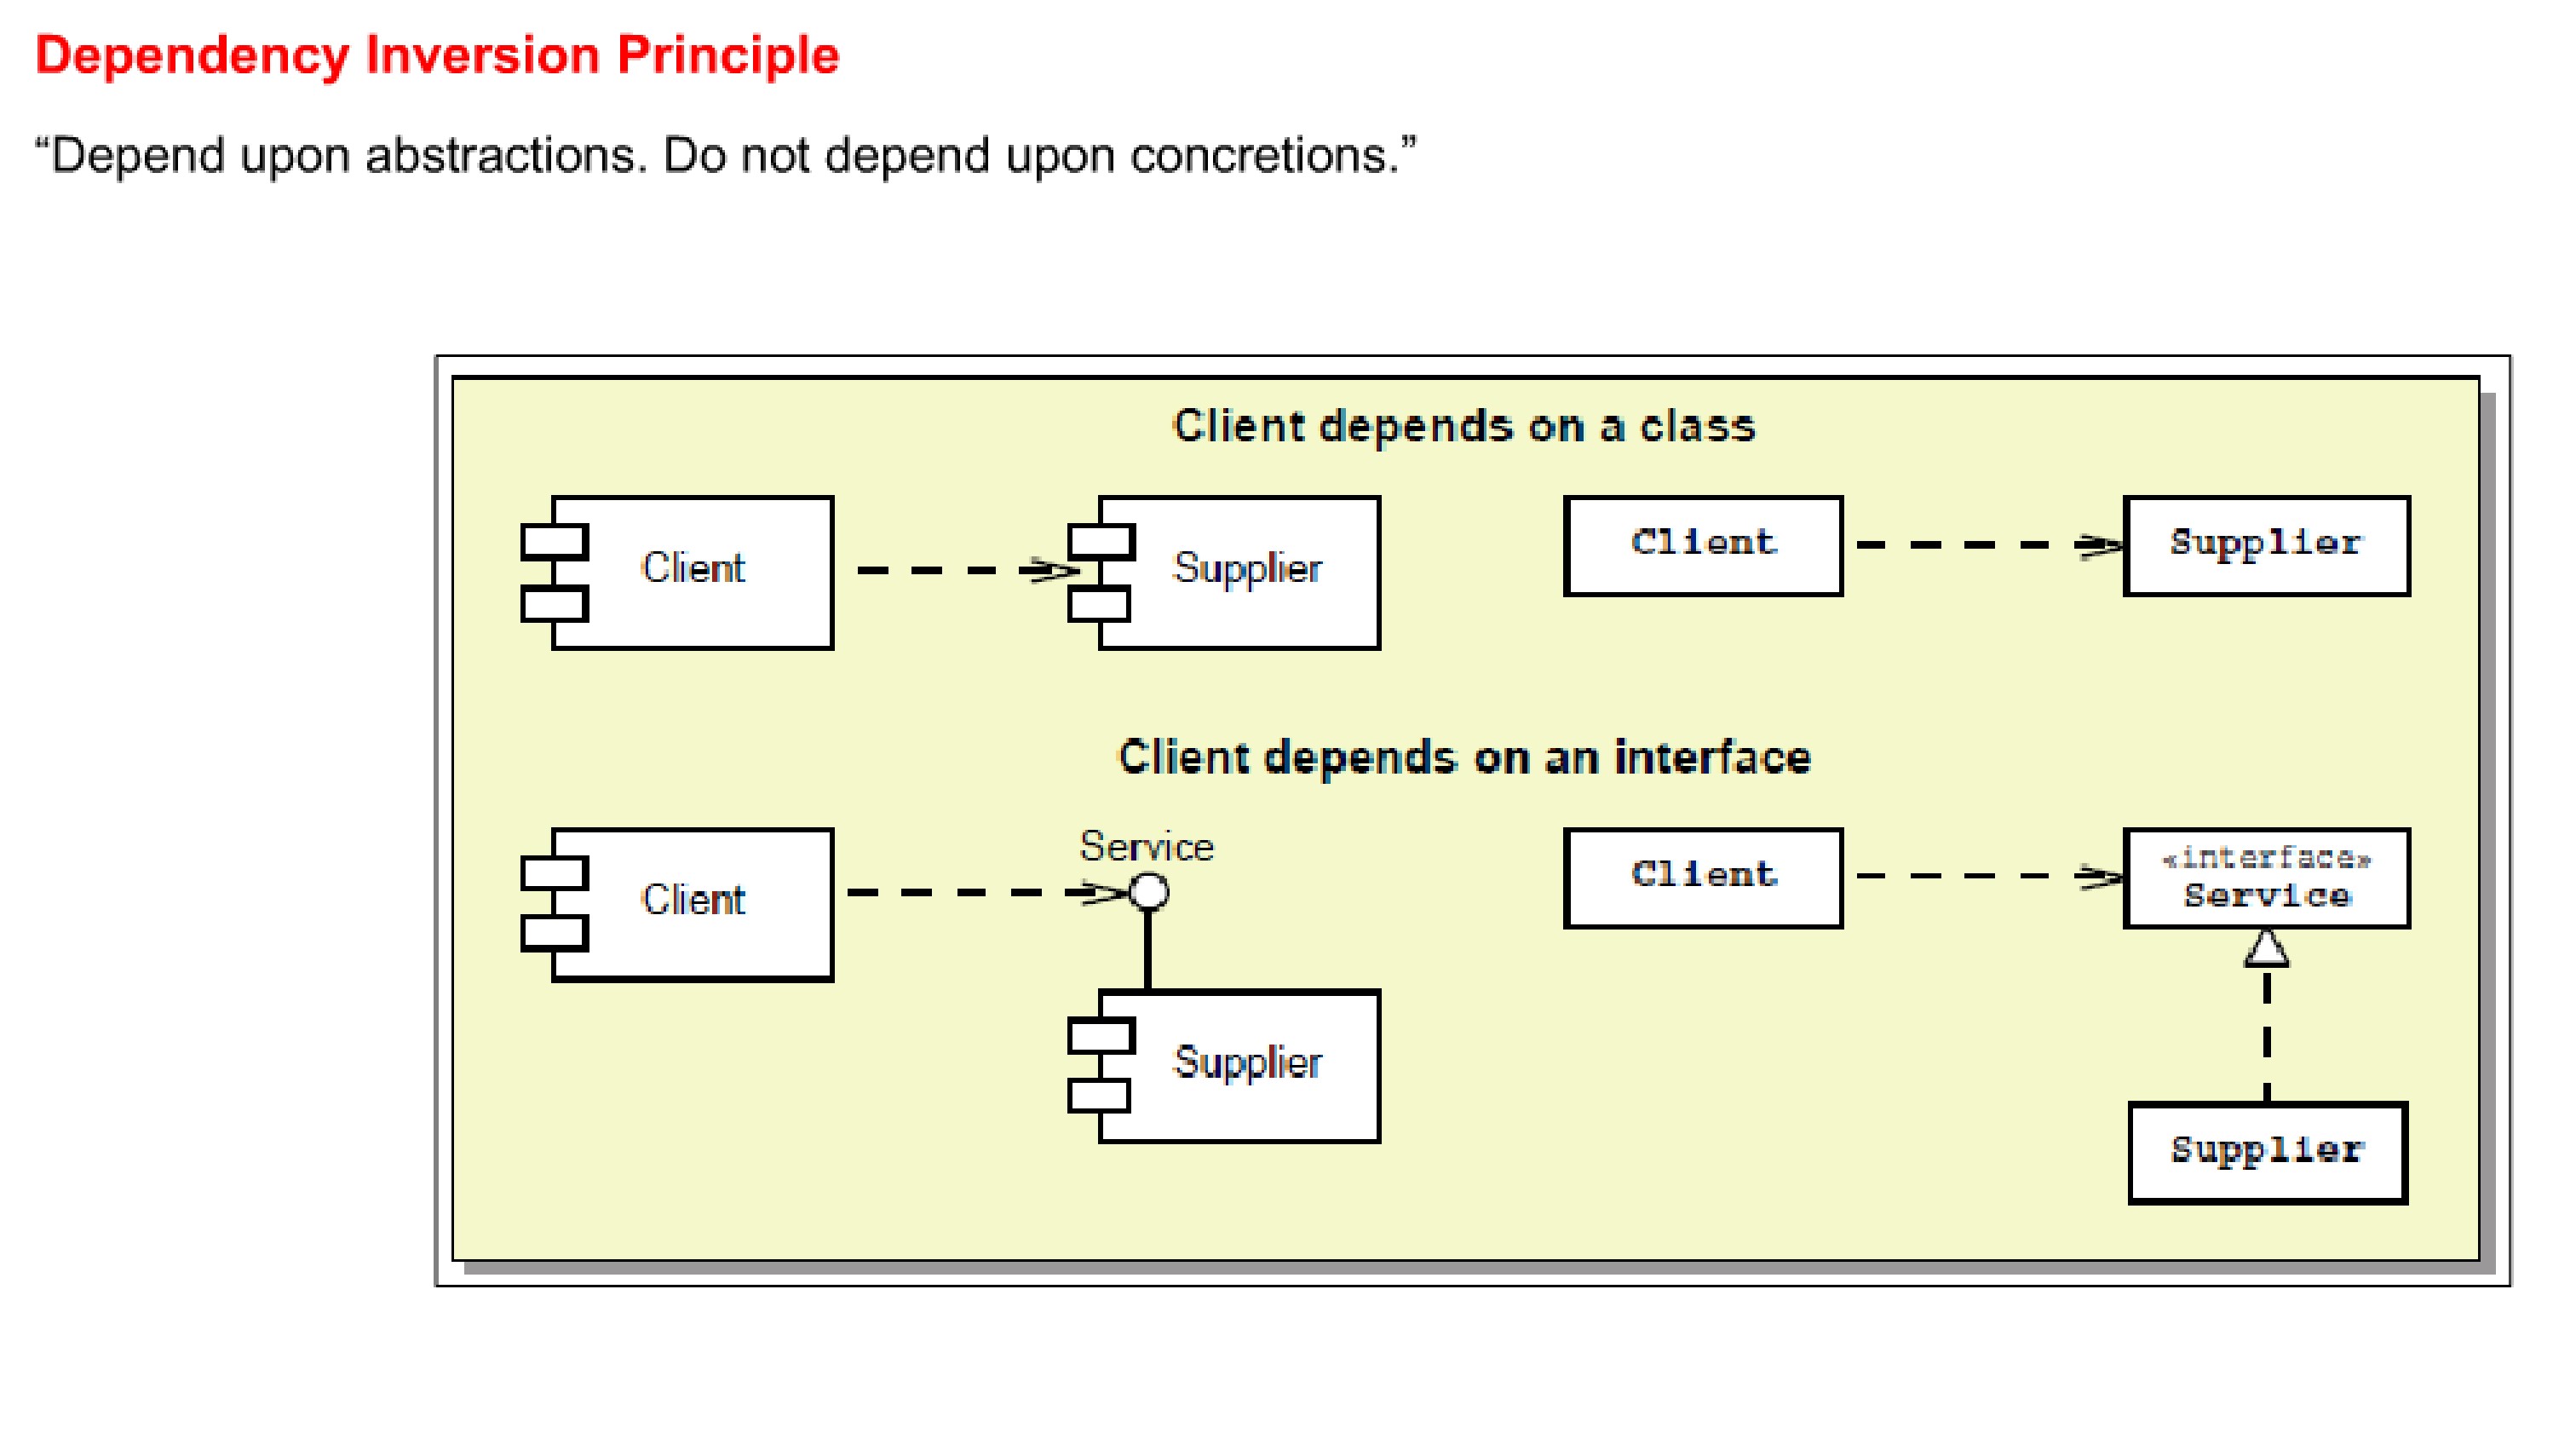 Dependency Inversion Principle
“Depend upon abstractions. Do not depend upon concretions.”
Client depends on a class
Client
Supplier
Client
Supplier
Client depends on an interface
Client
Service
Supplier
Client
«interface»
Service
Supplier